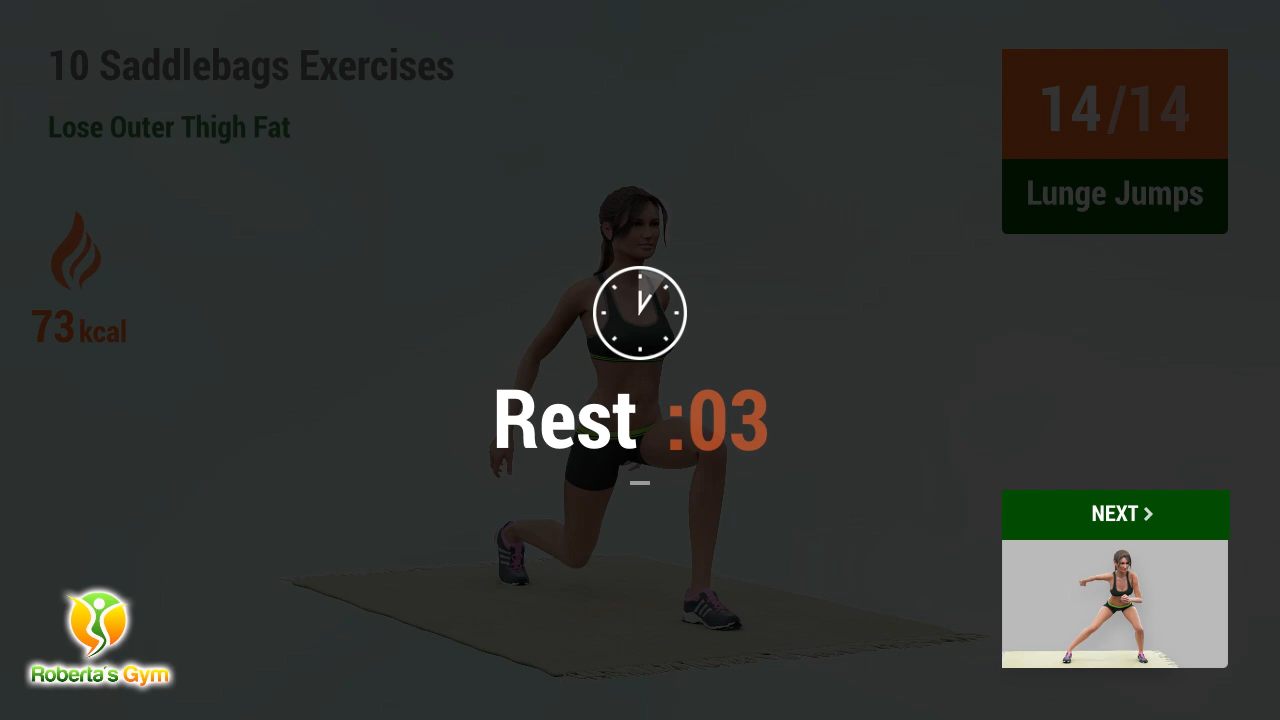 10 Saddlebags Exercises
Lose Outer Thigh Fat
14/14
Lunge Jumps
73 kcal
Rest :03
NEXT >
Roberta's Gym